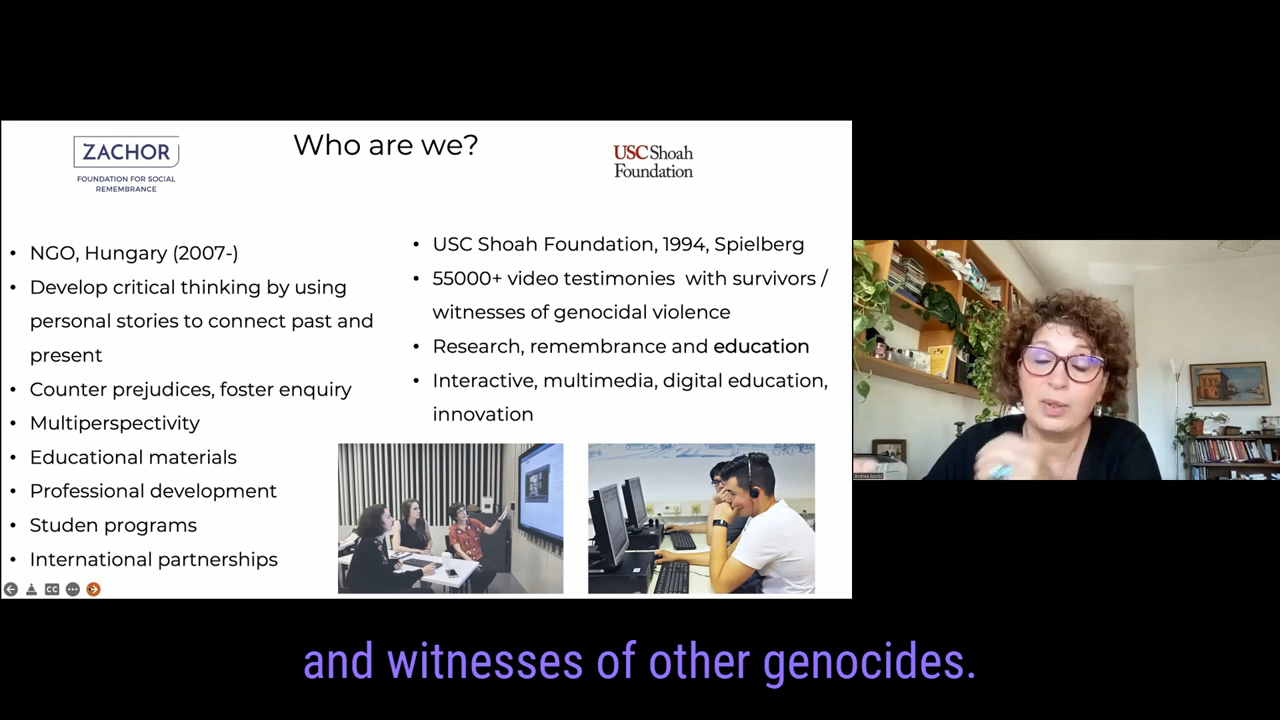 ZACHOR
FOUNDATION FOR SOCIAL
REMEMBRANCE
Who are we?
USC Shoah
Foundation
• NGO, Hungary (2007-)
• Develop critical thinking by using
personal stories to connect past and
present
• Counter prejudices, foster enquiry
• Multiperspectivity
• Educational materials
• Professional development
• Studen programs
• International partnerships
• USC Shoah Foundation, 1994, Spielberg
• 55000+ video testimonies with survivors /
witnesses of genocidal violence
• Research, remembrance and education
• Interactive, multimedia, digital education,
innovation
CC
and witnesses of other genocides.